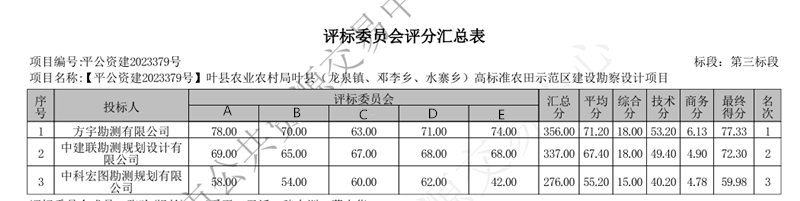 评标委员会评分汇总表
项目编号:平公资建2023379号 标段：第三标段
项目名称:【平公资建2023379号】叶县农业农村局叶县（龙泉镇、邓李乡、水寨乡）高标准农田示范区建设勘察设计项目
序号 投标人 评标委员会 汇总分 平均分 综合分 技术分 商务分 最终得分 名次
A B C D E
1 方宇勘测有限公司 78.00 70.00 63.00 71.00 74.00 356.00 71.20 18.00 53.20 6.13 77.33 1
2 中建联勘测规划设计有限公司 69.00 65.00 67.00 68.00 68.00 337.00 67.40 18.00 49.40 4.90 72.30 2
3 中科宏图勘测规划有限公司 58.00 54.00 60.00 62.00 42.00 276.00 55.20 15.00 40.20 4.78 59.98 3